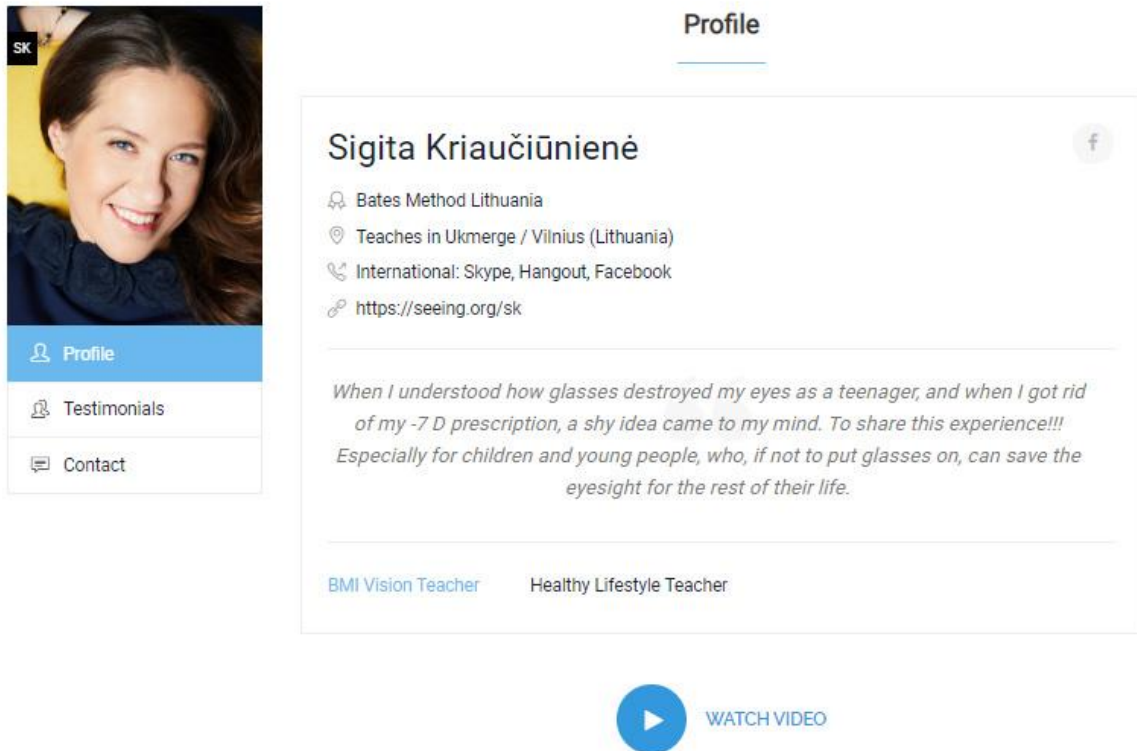 SK
Profile
Testimonials
Contact
Profile
Sigita Kriaučiūnienė
Bates Method Lithuania
Teaches in Ukmerge / Vilnius (Lithuania)
International: Skype, Hangout, Facebook
https://seeing.org/sk
When I understood how glasses destroyed my eyes as a teenager, and when I got rid
of my -7 D prescription, a shy idea came to my mind. To share this experience!!!
Especially for children and young people, who, if not to put glasses on, can save the
eyesight for the rest of their life.
BMI Vision Teacher Healthy Lifestyle Teacher
WATCH VIDEO